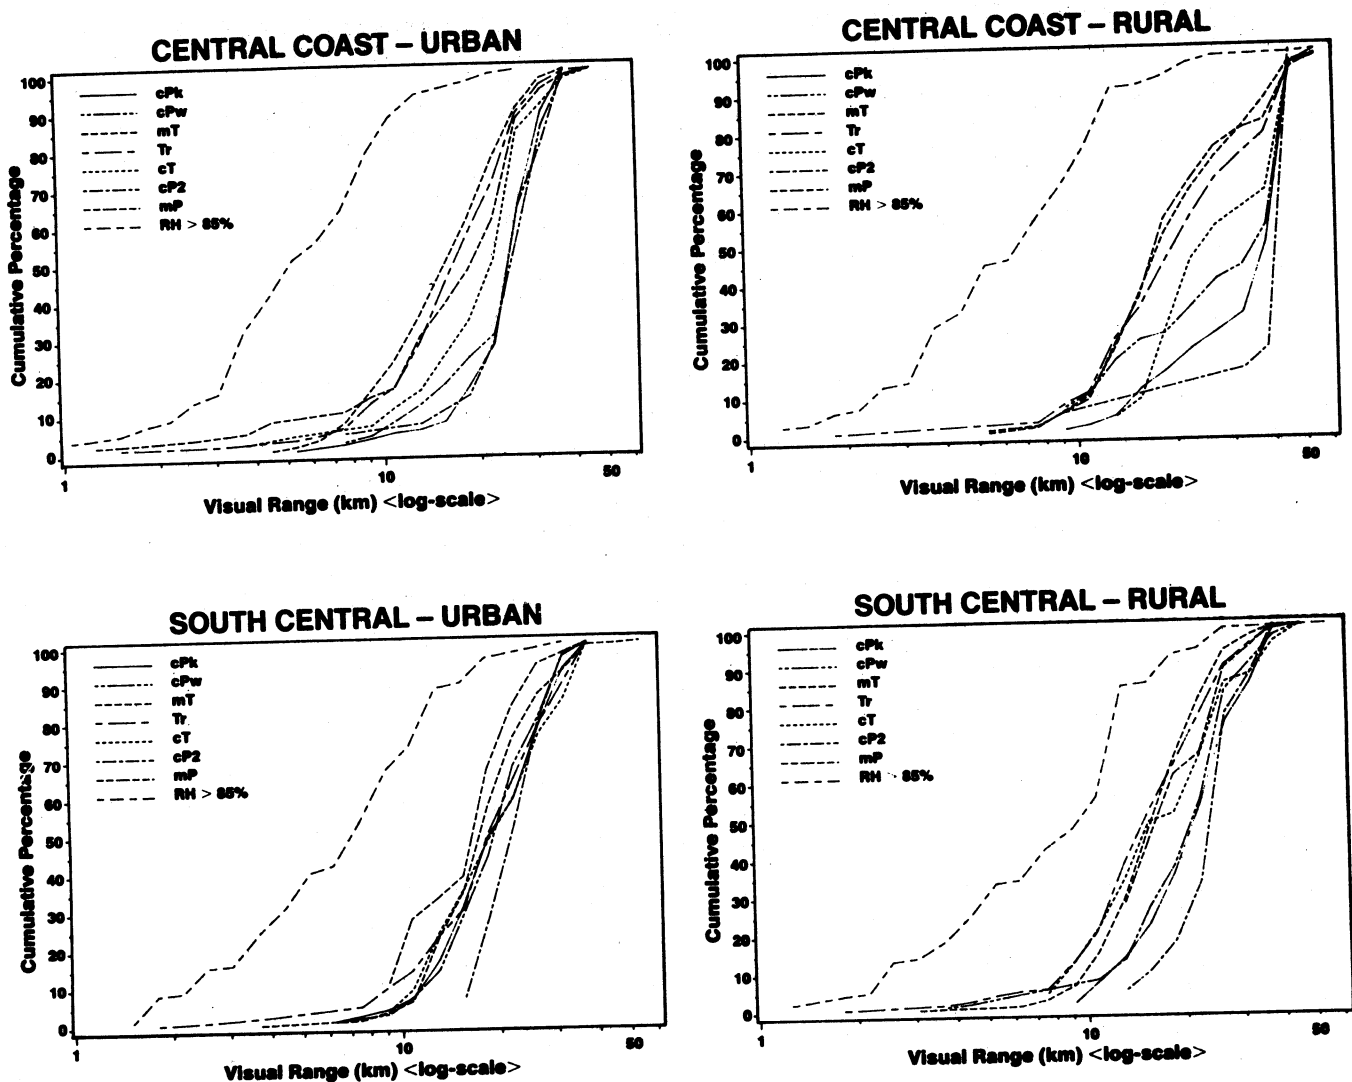 CENTRAL COAST – URBAN
100
90
80
70
60
50
40
30
20
10
0
Cumulative Percentage
cPk
cPw
mT
Tr
cT
cP2
mP
RH > 85%
1
10
50
Visual Range (km) <log-scale>
CENTRAL COAST – RURAL
100
90
80
70
60
50
40
30
20
10
0
Cumulative Percentage
cPk
cPw
mT
Tr
cT
cP2
mP
RH > 85%
1
10
50
Visual Range (km) <log-scale>
SOUTH CENTRAL – URBAN
100
90
80
70
60
50
40
30
20
10
0
Cumulative Percentage
cPk
cPw
mT
Tr
cT
cP2
mP
RH > 85%
1
10
50
Visual Range (km) <log-scale>
SOUTH CENTRAL – RURAL
100
90
80
70
60
50
40
30
20
10
0
Cumulative Percentage
cPk
cPw
mT
Tr
cT
cP2
mP
RH > 85%
1
10
50
Visual Range (km) <log-scale>